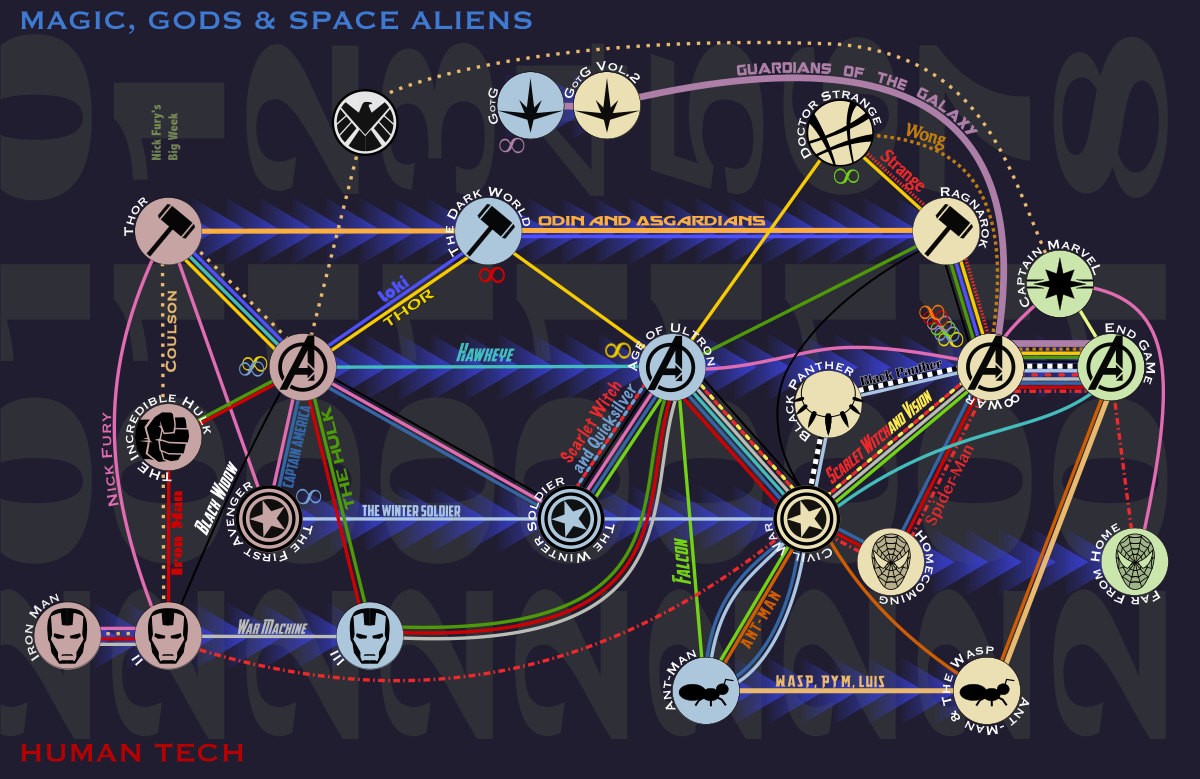 MAGIC, GODS & SPACE ALIENS
Nick Fury's
Big Week
GotG
GotG Vol.2
GUARDIANS OF THE GALAXY
DOCTOR STRANGE
Wong
Strange
THOR
THE DARK WORLD
ODIN AND ASGARDIANS
RAGNAROK
CAPTAIN MARVEL
Loki
THOR
COULSON
Hawkeye
AGE OF ULTRON
BLACK PANTHER
Black Panther
∞WAR
END GAME
THE INCREDIBLE HULK
NICK FURY
Iron Man
Black Widow
CAPTAIN AMERICA
THE HULK
Scarlet Witch
and Quicksilver
Scarlet Witch and Vision
Spider-Man
THE FIRST AVENGER
THE WINTER SOLDIER
THE WINTER SOLDIER
CIVIL WAR
HOMECOMING
FAR FROM HOME
FALCON
ANT-MAN
IRON MAN
II
War Machine
III
ANT-MAN
WASP, PYM, LUIS
ANT-MAN & THE WASP
HUMAN TECH